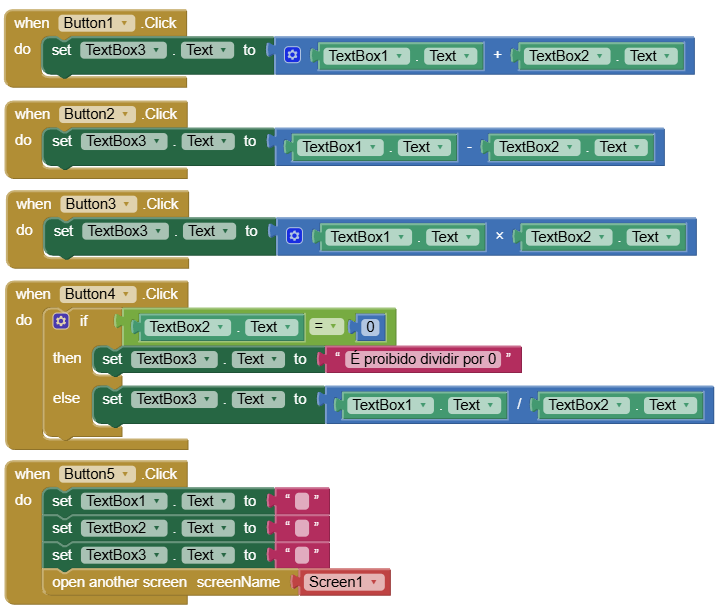 when Button1 .Click
do set TextBox3 . Text to TextBox1 . Text + TextBox2 . Text
when Button2 .Click
do set TextBox3 . Text to TextBox1 . Text - TextBox2 . Text
when Button3 .Click
do set TextBox3 . Text to TextBox1 . Text × TextBox2 . Text
when Button4 .Click
do if TextBox2 . Text = 0
then set TextBox3 . Text to “ É proibido dividir por 0 ”
else set TextBox3 . Text to TextBox1 . Text / TextBox2 . Text
when Button5 .Click
do set TextBox1 . Text to “ ”
set TextBox2 . Text to “ ”
set TextBox3 . Text to “ ”
open another screen screenName Screen1